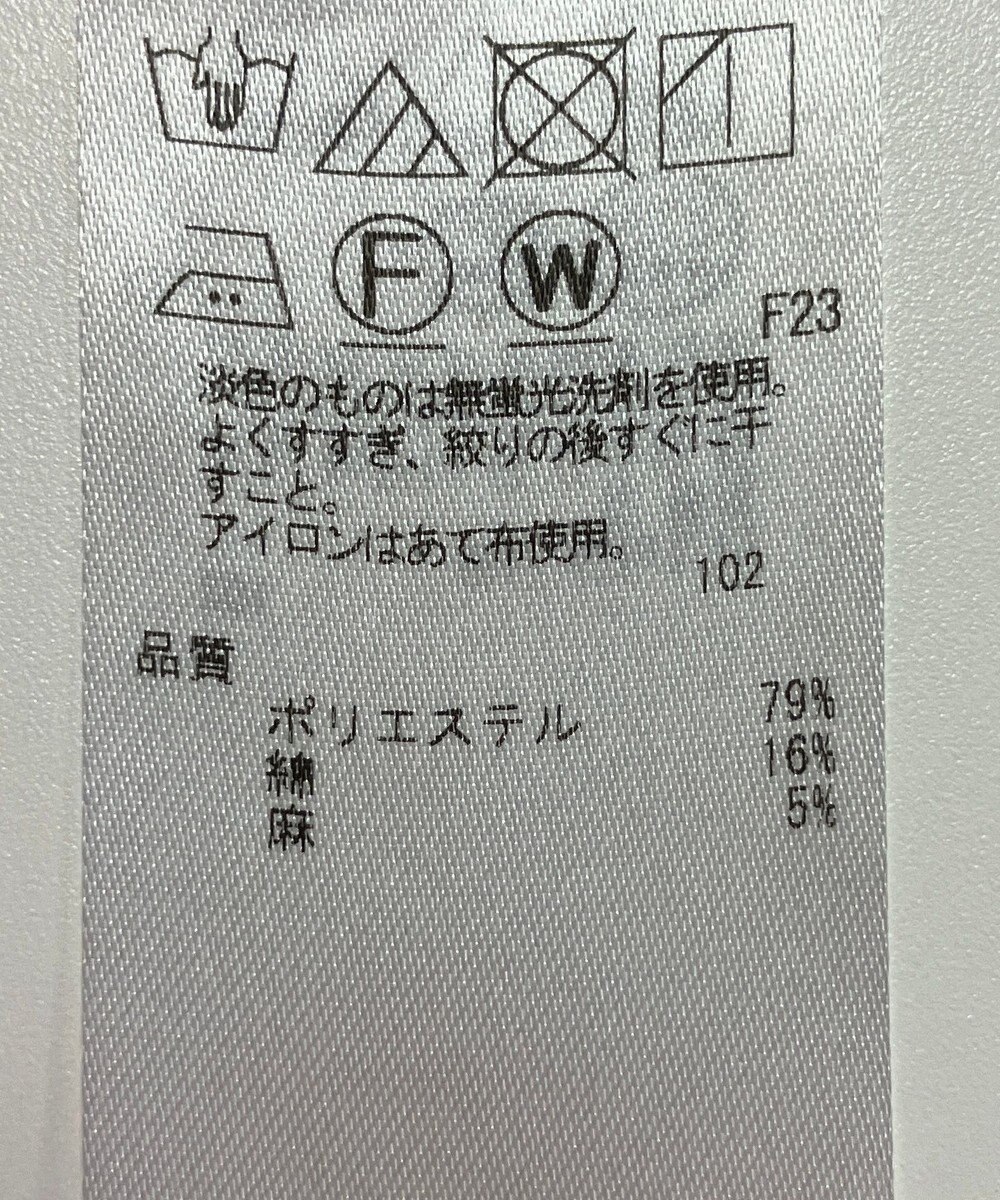 F
W
F23
淡色のものは無蛍光洗剤を使用。
よくすすぎ、絞りの後すぐに干
すこと。
アイロンはあて布使用。
102
品質
ポリエステル 79%
綿 16%
麻 5%